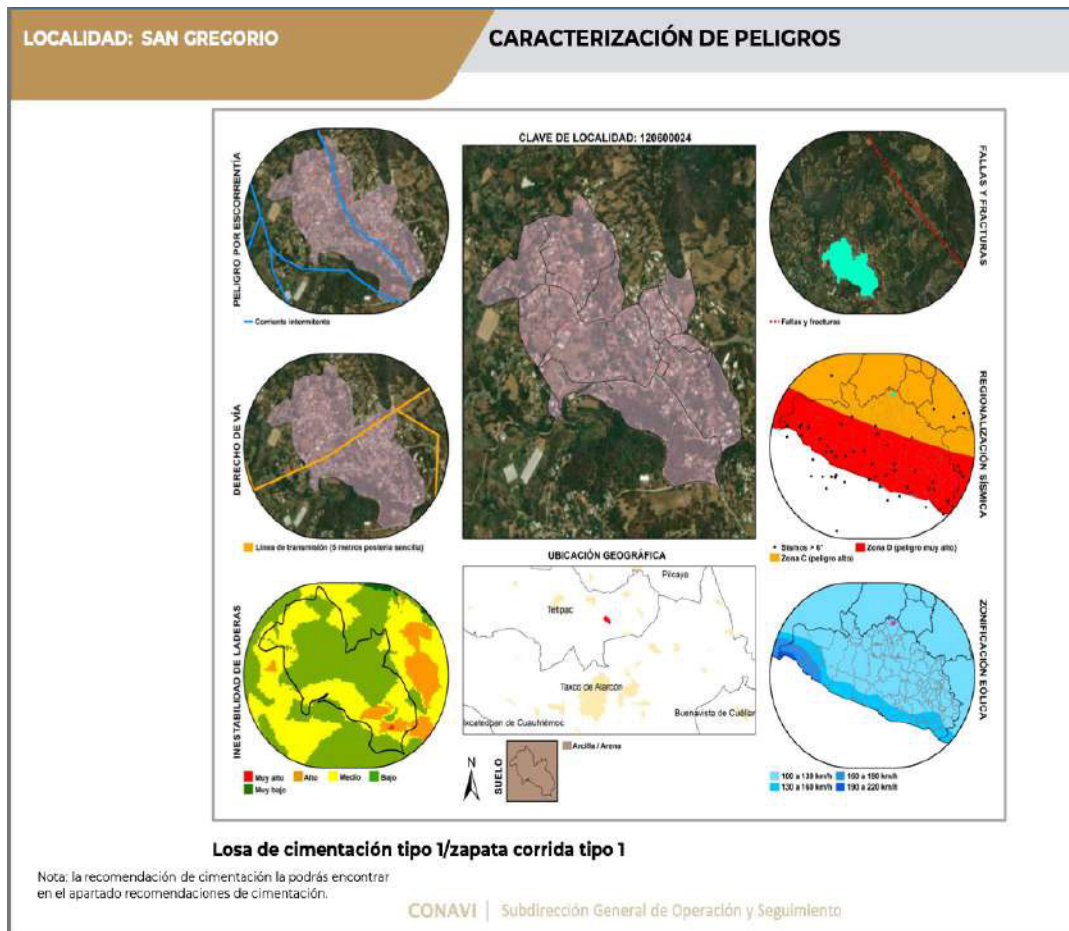 LOCALIDAD: SAN GREGORIO
CARACTERIZACIÓN DE PELIGROS
PELIGRO POR ESCORRENTÍA
Corriente intermitente
DERECHO DE VÍA
Línea de transmisión (5 metros postería sencilla)
INESTABILIDAD DE LADERAS
Muy alto
Alto
Medio
Bajo
Muy bajo
CLAVE DE LOCALIDAD: 120600024
UBICACIÓN GEOGRÁFICA
Pilcaya
Tetipac
Taxco de Alarcón
Buenavista de Cuéllar
Ixcateopan de Cuauhtémoc
N
SUELO
Arcilla / Arena
FALLAS Y FRACTURAS
Fallas y fracturas
REGIONALIZACIÓN SÍSMICA
Sismos > 6°
Zona D (peligro muy alto)
Zona C (peligro alto)
ZONIFICACIÓN EÓLICA
100 a 130 km/h
160 a 190 km/h
130 a 160 km/h
190 a 220 km/h
Losa de cimentación tipo 1/zapata corrida tipo 1
Nota: la recomendación de cimentación la podrás encontrar
en el apartado recomendaciones de cimentación.
CONAVI | Subdirección General de Operación y Seguimiento